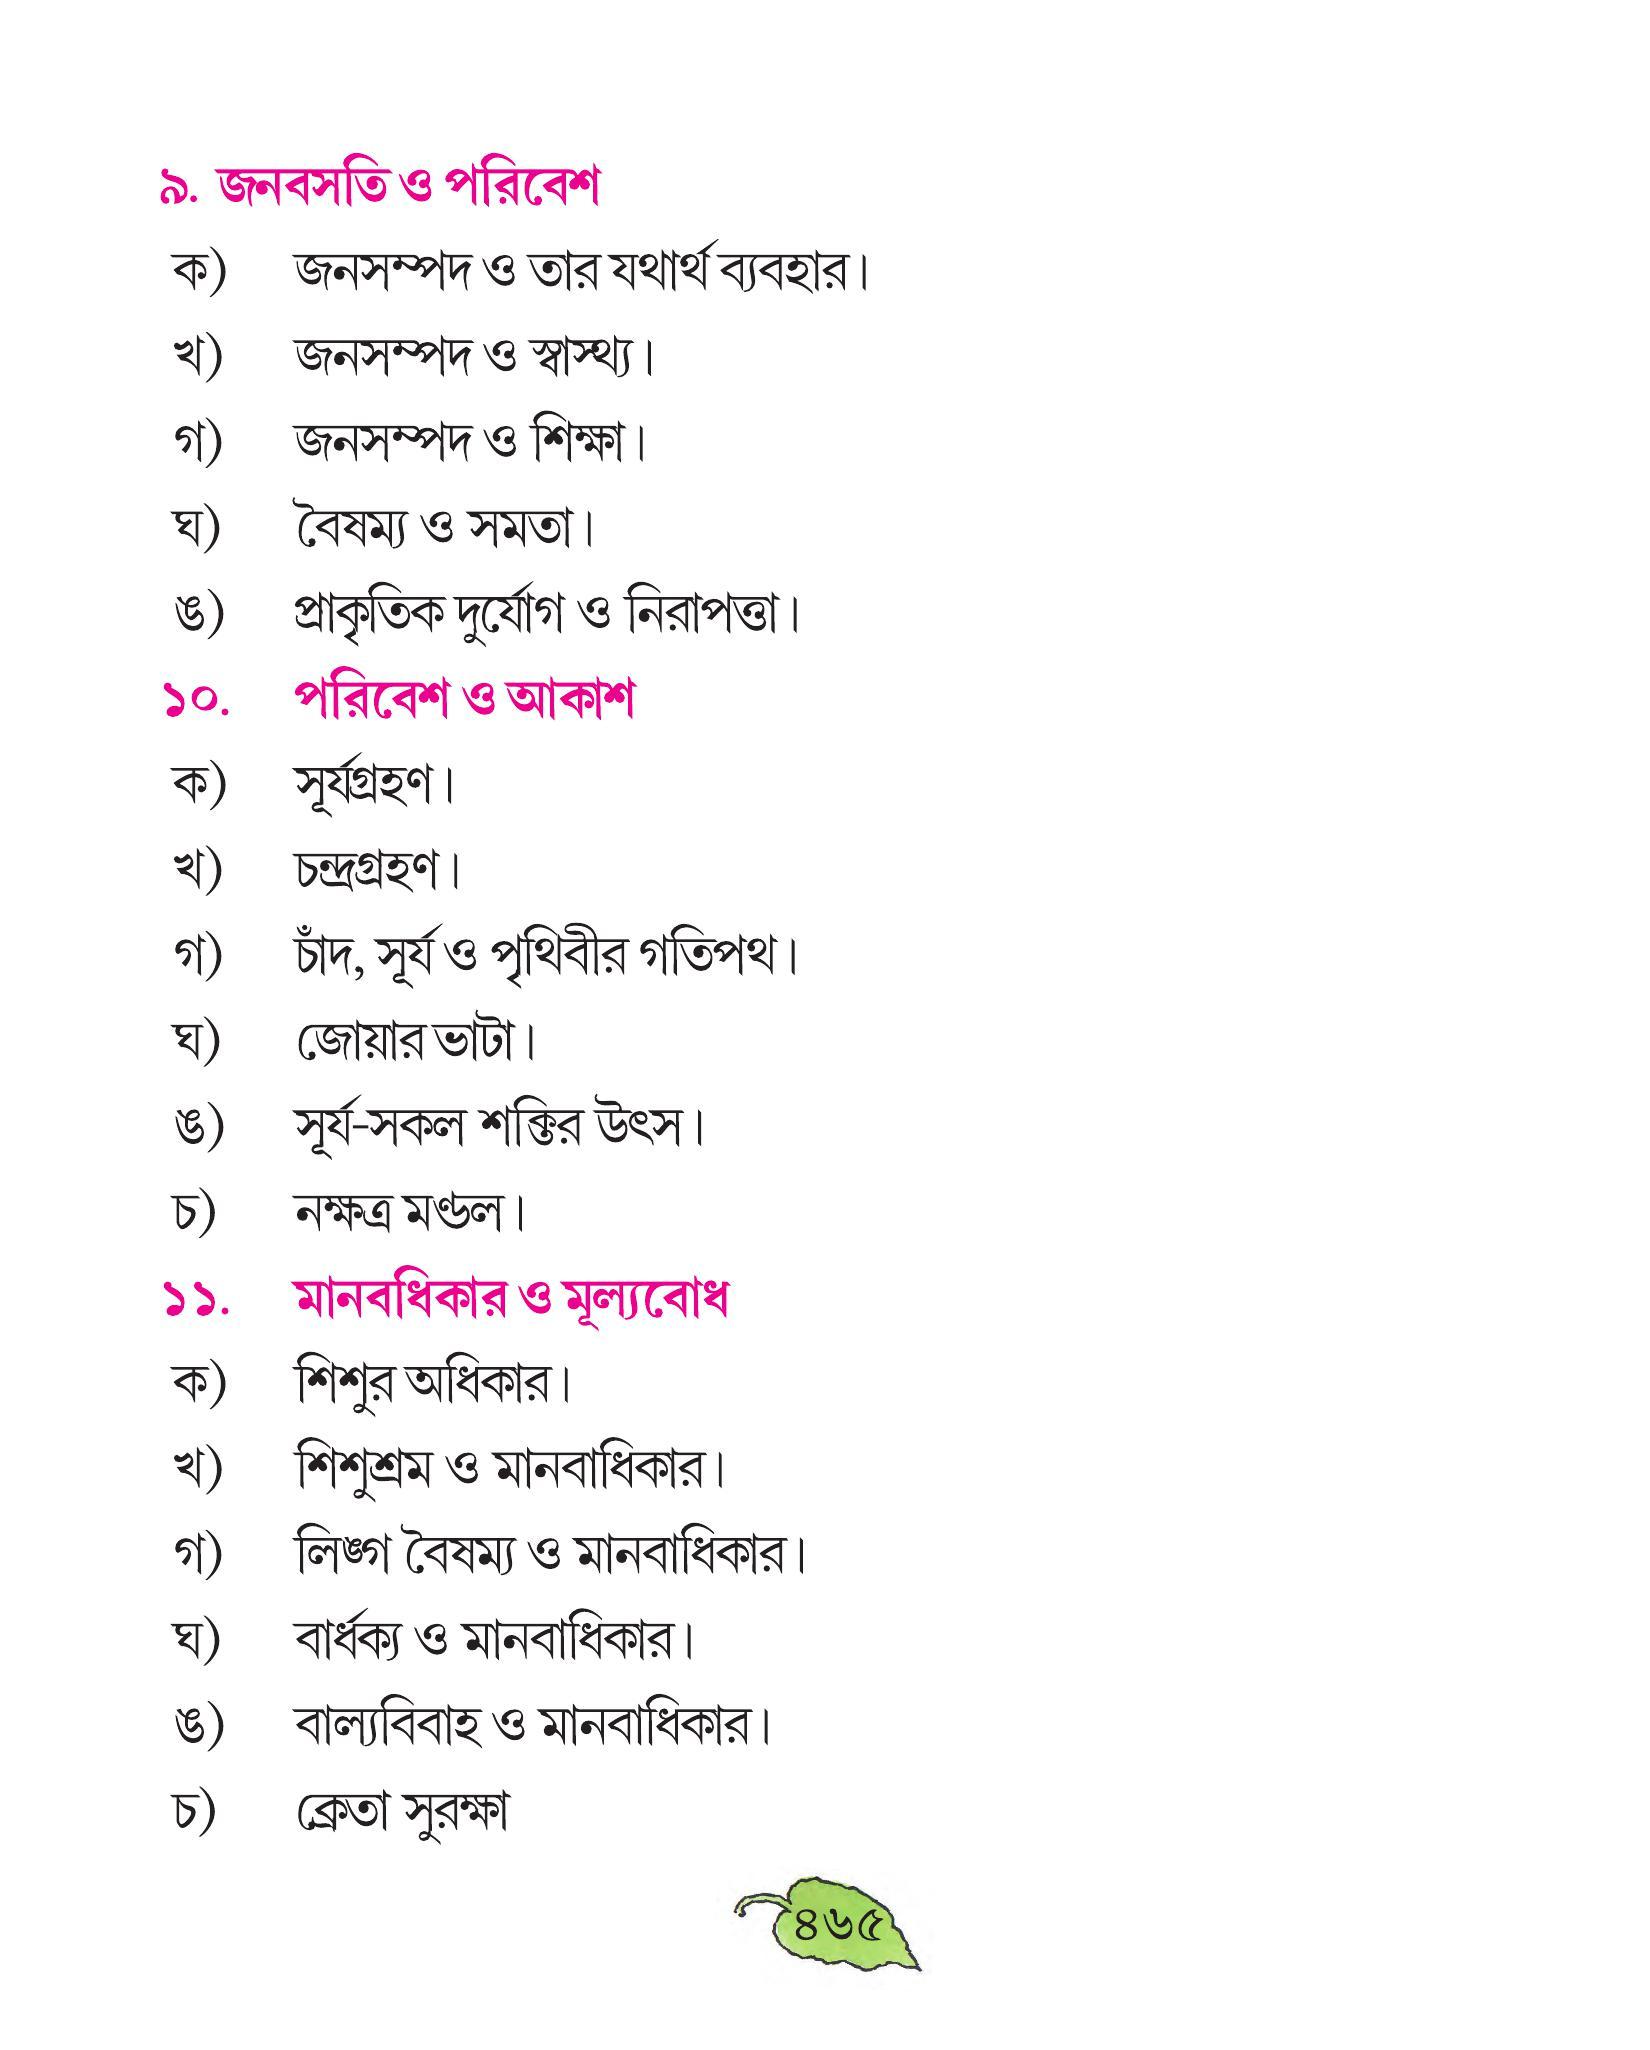 ৯. জনবসতি ও পরিবেশ
ক) জনসম্পদ ও তার যথার্থ ব্যবহার।
খ) জনসম্পদ ও স্বাস্থ্য।
গ) জনসম্পদ ও শিক্ষা।
ঘ) বৈষম্য ও সমতা।
ঙ) প্রাকৃতিক দুর্যোগ ও নিরাপত্তা।
১০. পরিবেশ ও আকাশ
ক) সূর্যগ্রহণ।
খ) চন্দ্রগ্রহণ।
গ) চাঁদ, সূর্য ও পৃথিবীর গতিপথ।
ঘ) জোয়ার ভাটা।
ঙ) সূর্য-সকল শক্তির উৎস।
চ) নক্ষত্র মণ্ডল।
১১. মানবধিকার ও মূল্যবোধ
ক) শিশুর অধিকার।
খ) শিশুশ্রম ও মানবাধিকার।
গ) লিঙ্গ বৈষম্য ও মানবাধিকার।
ঘ) বার্ধক্য ও মানবাধিকার।
ঙ) বাল্যবিবাহ ও মানবাধিকার।
চ) ক্রেতা সুরক্ষা
৪৬৫